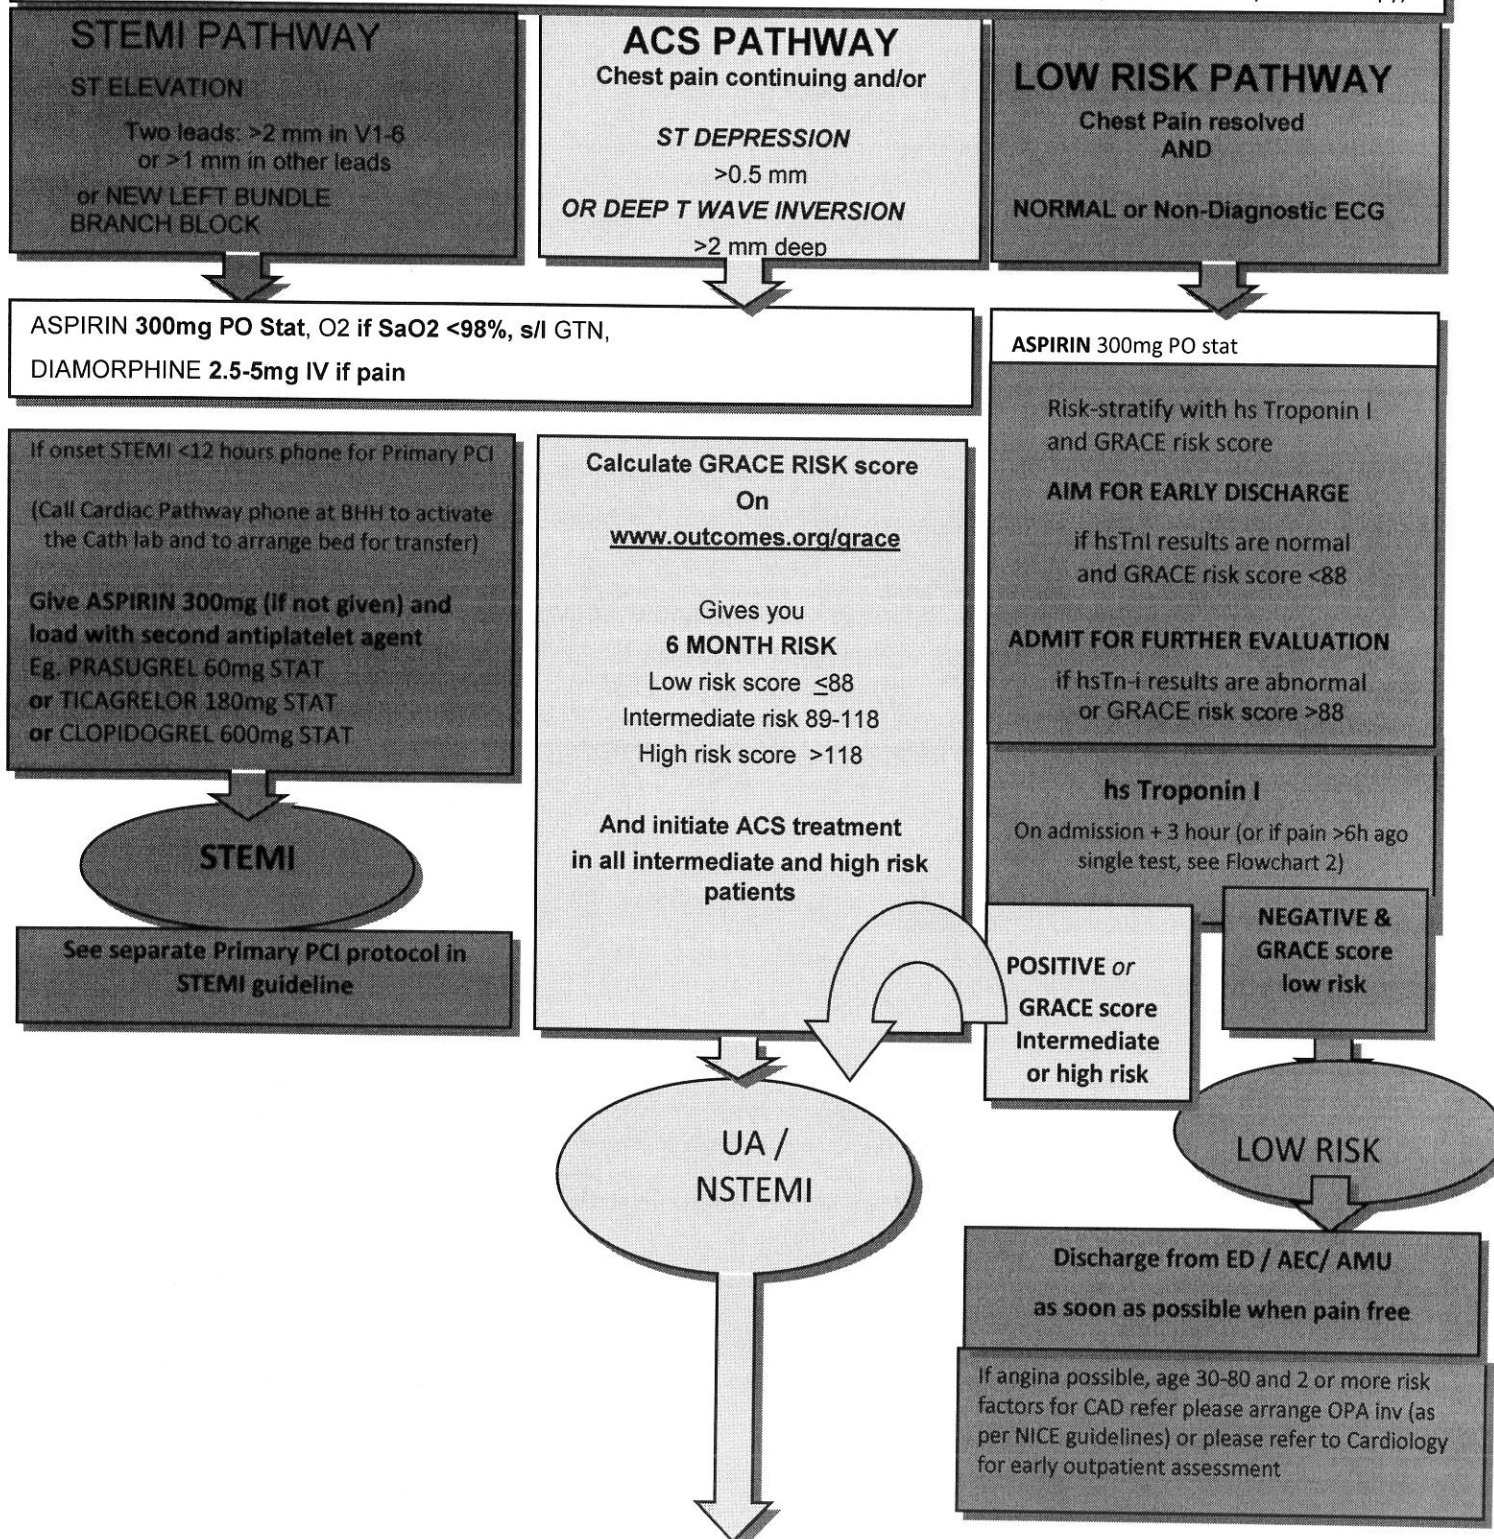 STEMI PATHWAY
ST ELEVATION
Two leads: >2 mm in V1-6
or >1 mm in other leads
or NEW LEFT BUNDLE
BRANCH BLOCK
ACS PATHWAY
Chest pain continuing and/or
ST DEPRESSION
>0.5 mm
OR DEEP T WAVE INVERSION
>2 mm deep
LOW RISK PATHWAY
Chest Pain resolved
AND
NORMAL or Non-Diagnostic ECG
ASPIRIN 300mg PO Stat, O2 if SaO2 <98%, s/l GTN,
DIAMORPHINE 2.5-5mg IV if pain
If onset STEMI <12 hours phone for Primary PCI
(Call Cardiac Pathway phone at BHH to activate
the Cath lab and to arrange bed for transfer)
Give ASPIRIN 300mg (if not given) and
load with second antiplatelet agent
Eg. PRASUGREL 60mg STAT
or TICAGRELOR 180mg STAT
or CLOPIDOGREL 600mg STAT
STEMI
See separate Primary PCI protocol in
STEMI guideline
Calculate GRACE RISK score
On
www.outcomes.org/grace
Gives you
6 MONTH RISK
Low risk score ≤88
Intermediate risk 89-118
High risk score >118
And initiate ACS treatment
in all intermediate and high risk
patients
UA /
NSTEMI
ASPIRIN 300mg PO stat
Risk-stratify with hs Troponin I
and GRACE risk score
AIM FOR EARLY DISCHARGE
if hsTnI results are normal
and GRACE risk score <88
ADMIT FOR FURTHER EVALUATION
if hsTn-i results are abnormal
or GRACE risk score >88
hs Troponin I
On admission + 3 hour (or if pain >6h ago
single test, see Flowchart 2)
POSITIVE or
GRACE score
Intermediate
or high risk
NEGATIVE &
GRACE score
low risk
LOW RISK
Discharge from ED / AEC/ AMU
as soon as possible when pain free
If angina possible, age 30-80 and 2 or more risk
factors for CAD refer please arrange OPA inv (as
per NICE guidelines) or please refer to Cardiology
for early outpatient assessment